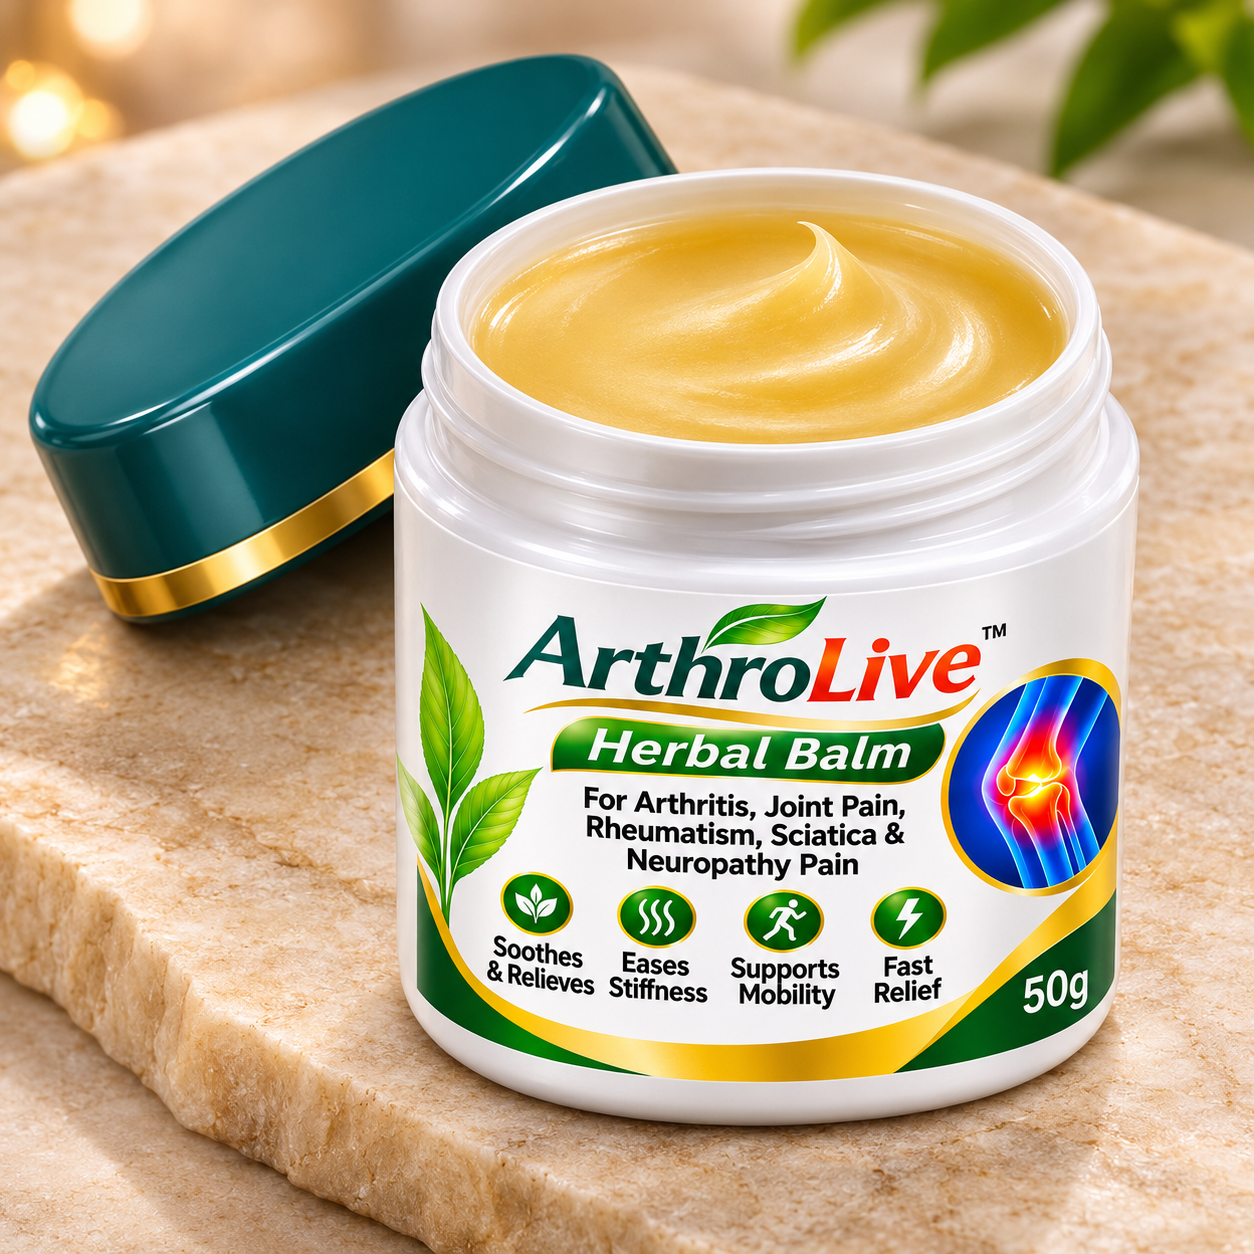 ArthroLive™
Herbal Balm
For Arthritis, Joint Pain,
Rheumatism, Sciatica &
Neuropathy Pain
Soothes
& Relieves
Eases
Stiffness
Supports
Mobility
Fast
Relief
50g